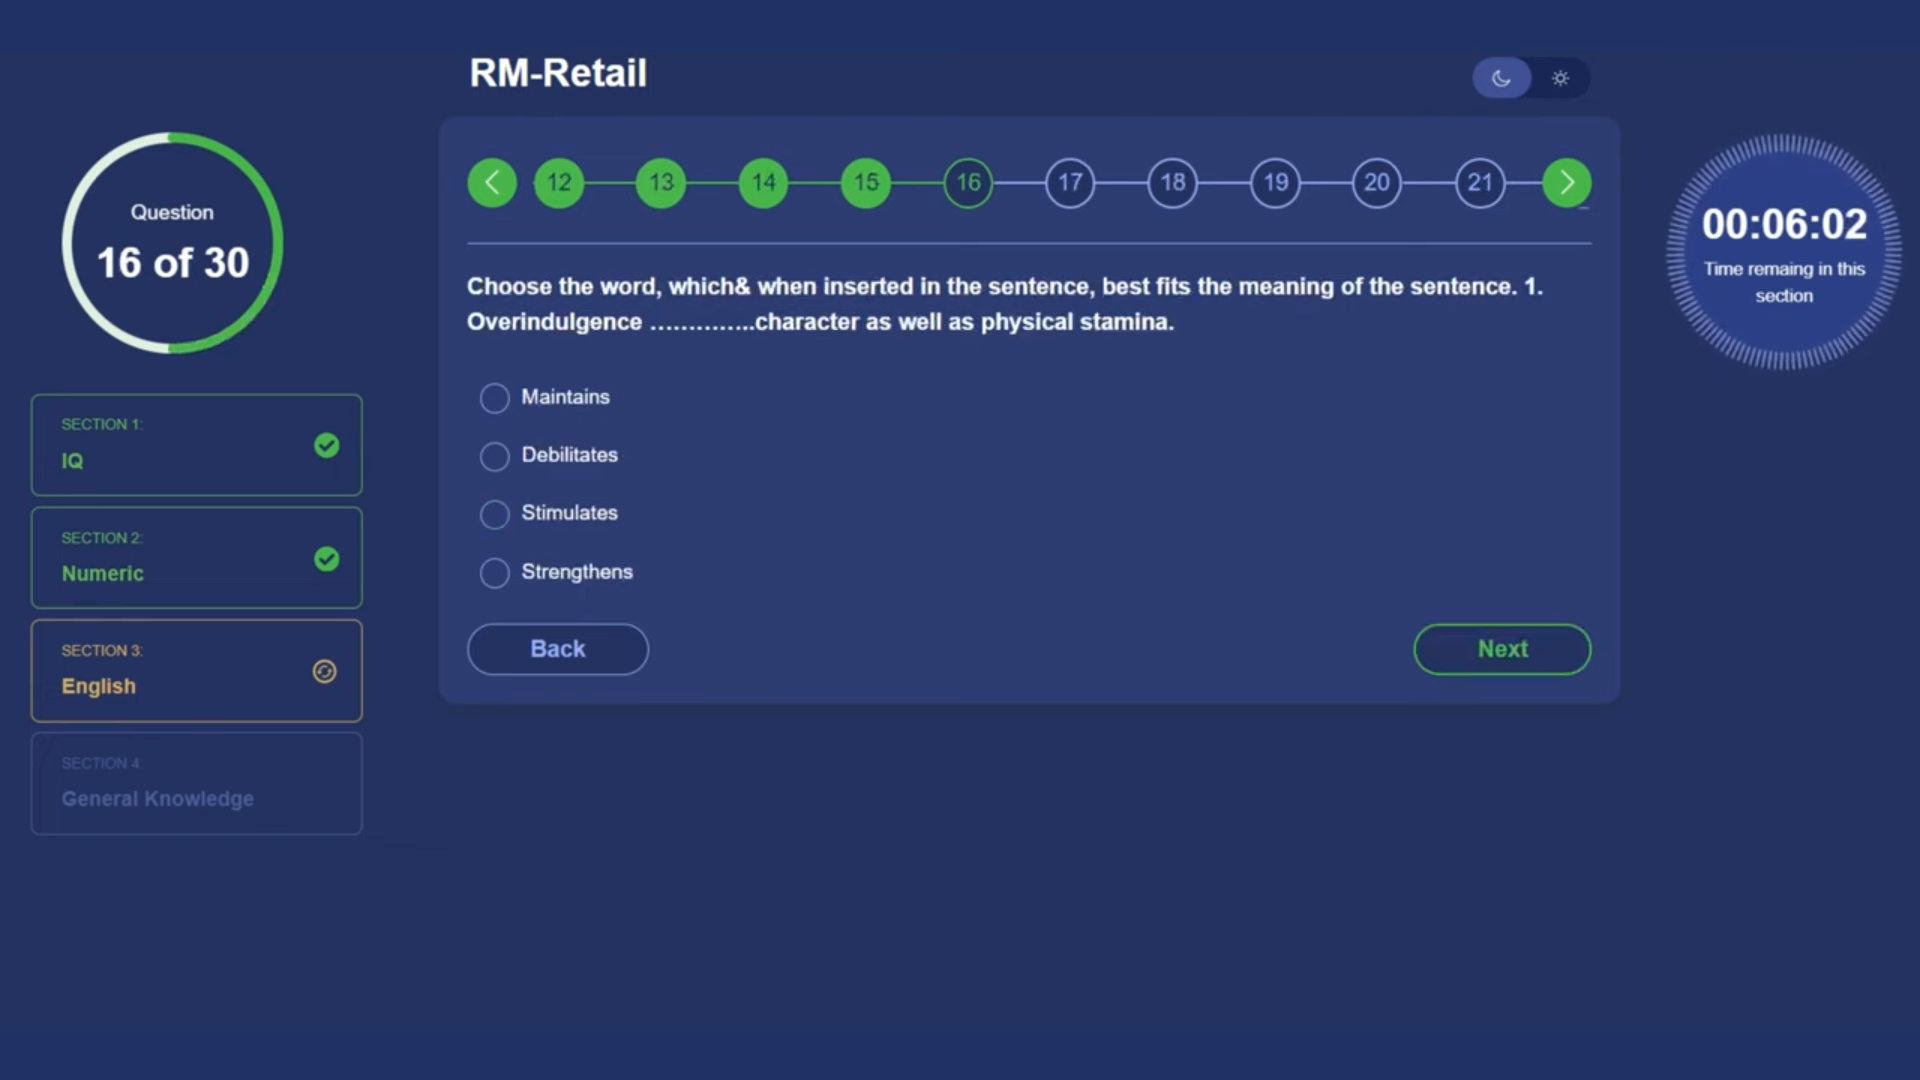 RM-Retail
Question
16 of 30
12 13 14 15 16 17 18 19 20 21
00:06:02
Time remaing in this
section
Choose the word, which& when inserted in the sentence, best fits the meaning of the sentence. 1.
Overindulgence …………..character as well as physical stamina.
Maintains
Debilitates
Stimulates
Strengthens
Back
Next
SECTION 1:
IQ
SECTION 2:
Numeric
SECTION 3:
English
SECTION 4:
General Knowledge